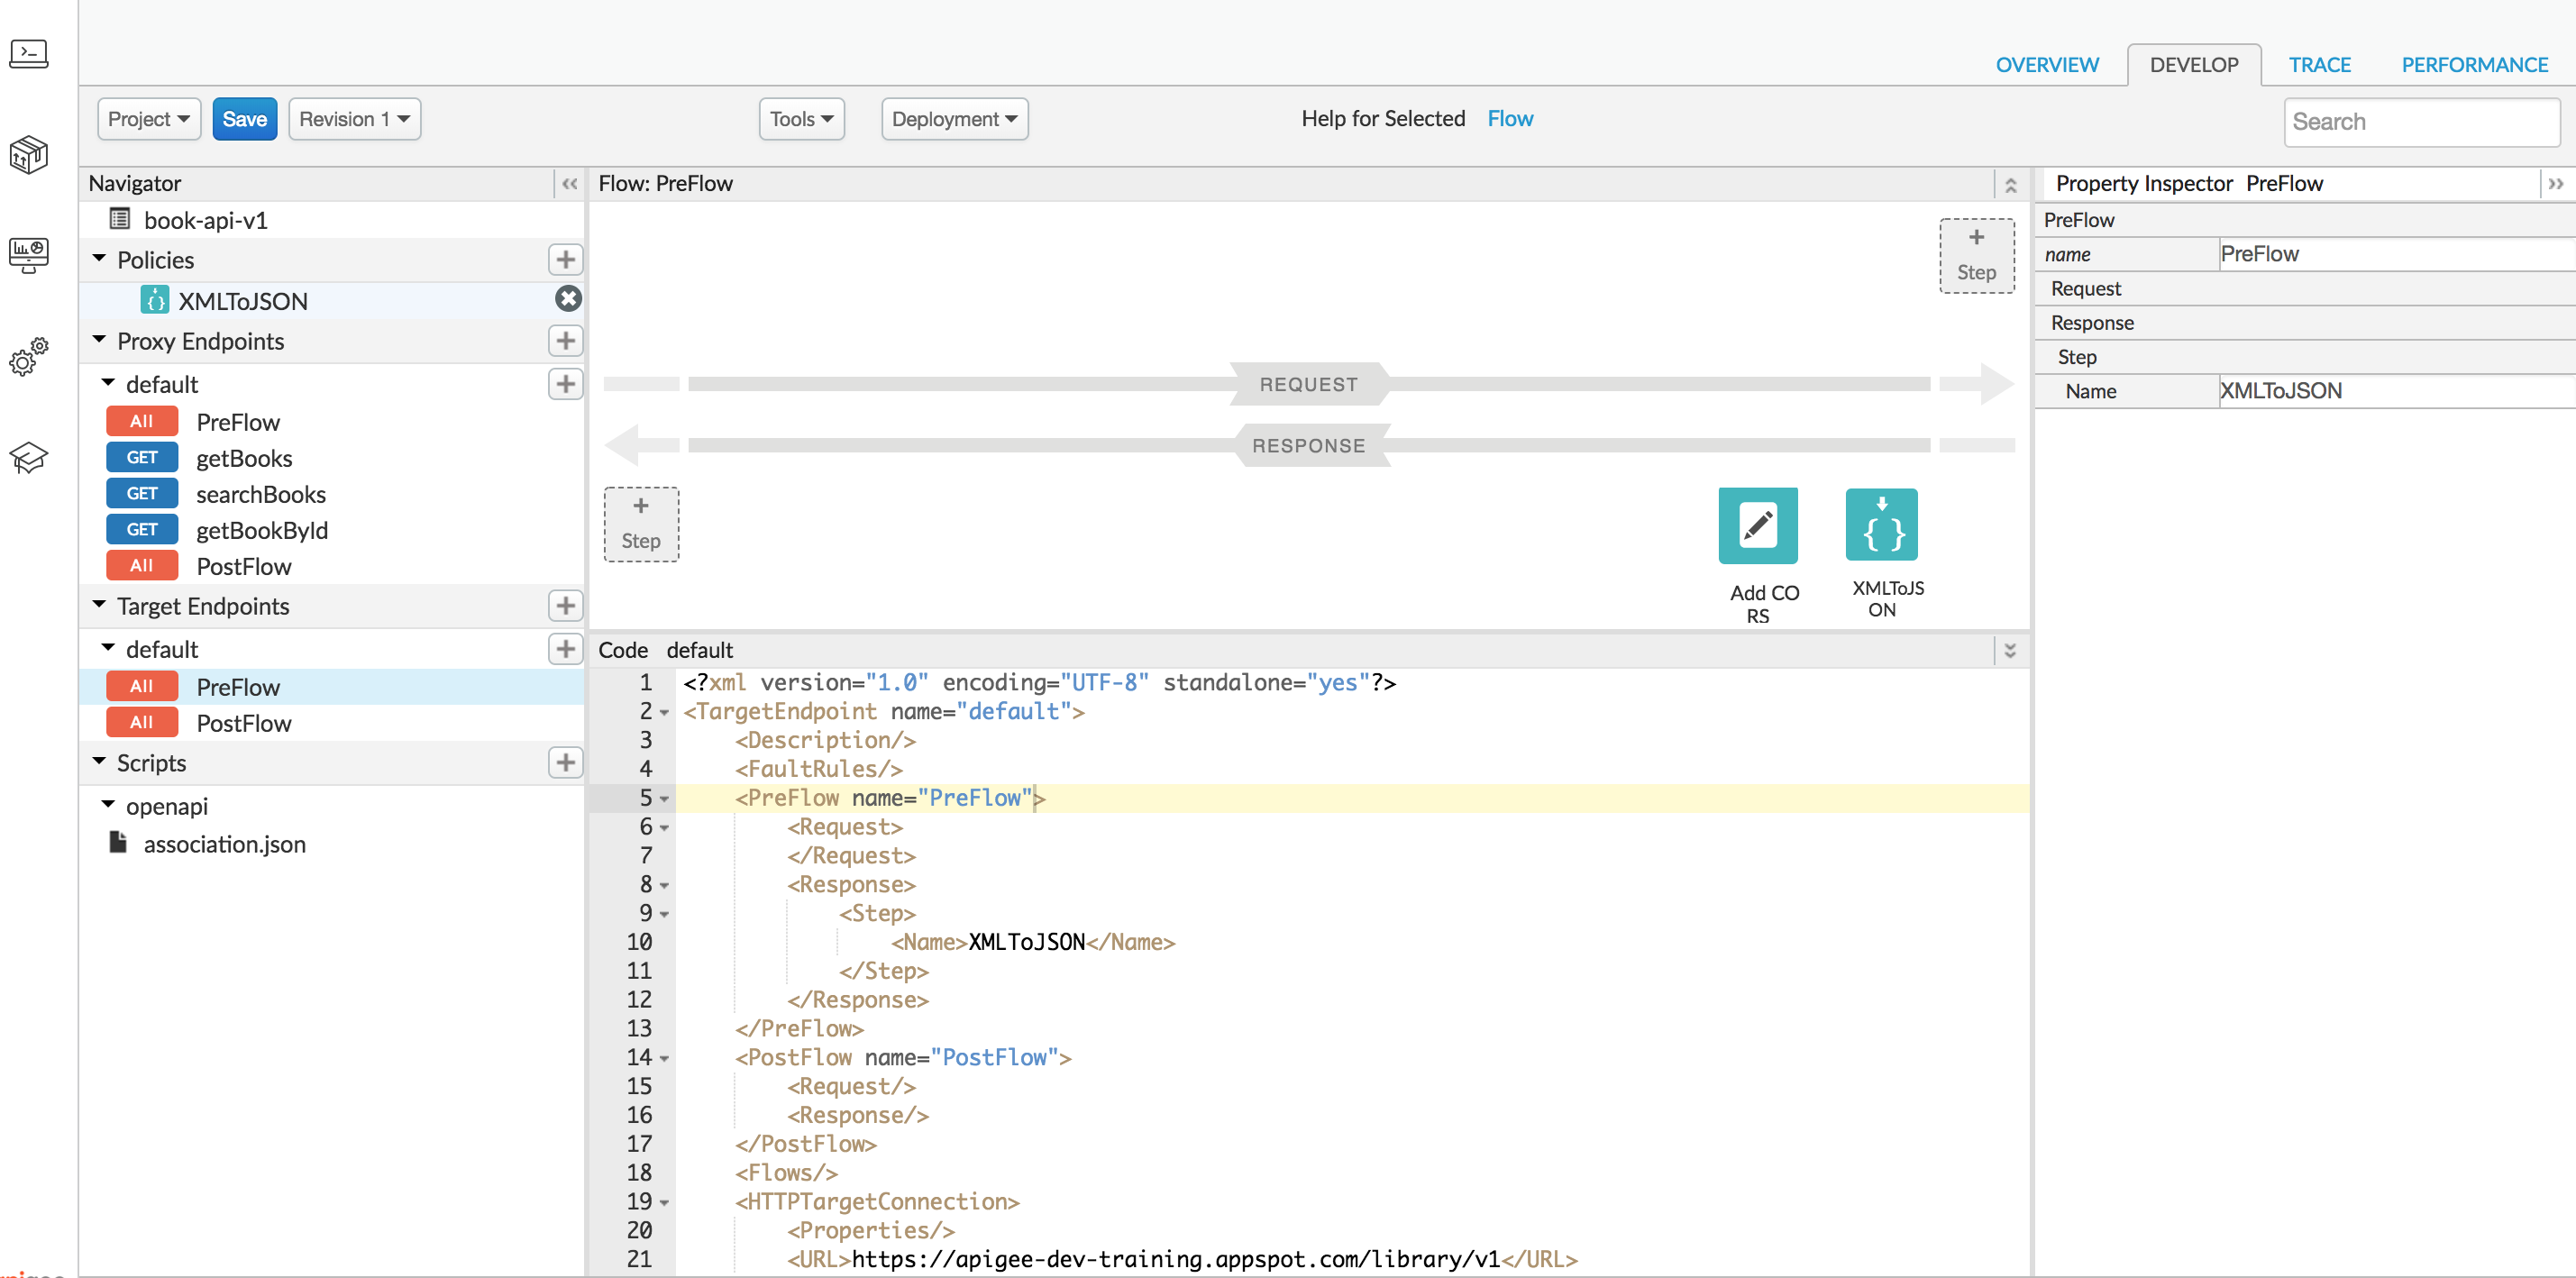 OVERVIEW DEVELOP TRACE PERFORMANCE
Project Save Revision 1 Tools Deployment Help for Selected Flow Search
Navigator
book-api-v1
Policies
XMLToJSON
Proxy Endpoints
default
All PreFlow
GET getBooks
GET searchBooks
GET getBookById
All PostFlow
Target Endpoints
default
All PreFlow
All PostFlow
Scripts
openapi
association.json
Flow: PreFlow
+
Step
REQUEST
RESPONSE
+
Step
Add CO
RS
XMLToJS
ON
Code default
1 <?xml version="1.0" encoding="UTF-8" standalone="yes"?>
2 <TargetEndpoint name="default">
3 <Description/>
4 <FaultRules/>
5 <PreFlow name="PreFlow">
6 <Request>
7 </Request>
8 <Response>
9 <Step>
10 <Name>XMLToJSON</Name>
11 </Step>
12 </Response>
13 </PreFlow>
14 <PostFlow name="PostFlow">
15 <Request/>
16 <Response/>
17 </PostFlow>
18 <Flows/>
19 <HTTPTargetConnection>
20 <Properties/>
21 <URL>https://apigee-dev-training.appspot.com/library/v1</URL>
Property Inspector PreFlow
PreFlow
name PreFlow
Request
Response
Step
Name XMLToJSON